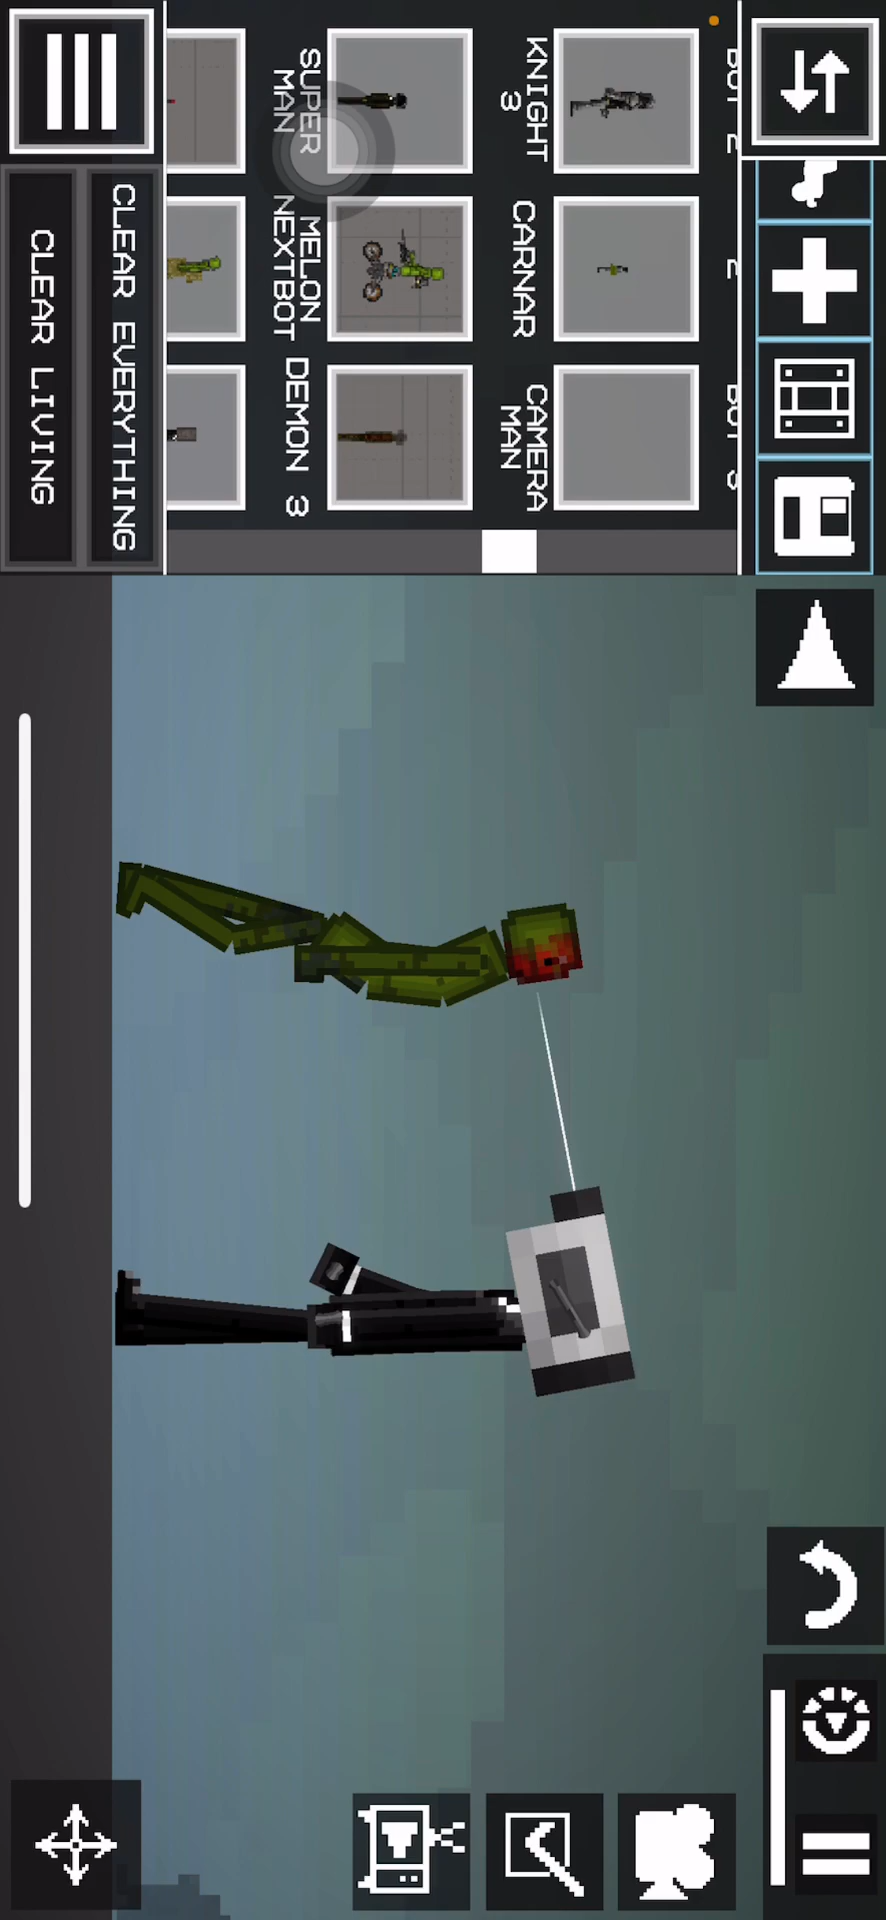 CLEAR EVERYTHING
CLEAR LIVING
KNIGHT
3
CARNAR
CAMERA
MAN
SUPER
MAN
MELON
NEXTBOT
DEMON 3